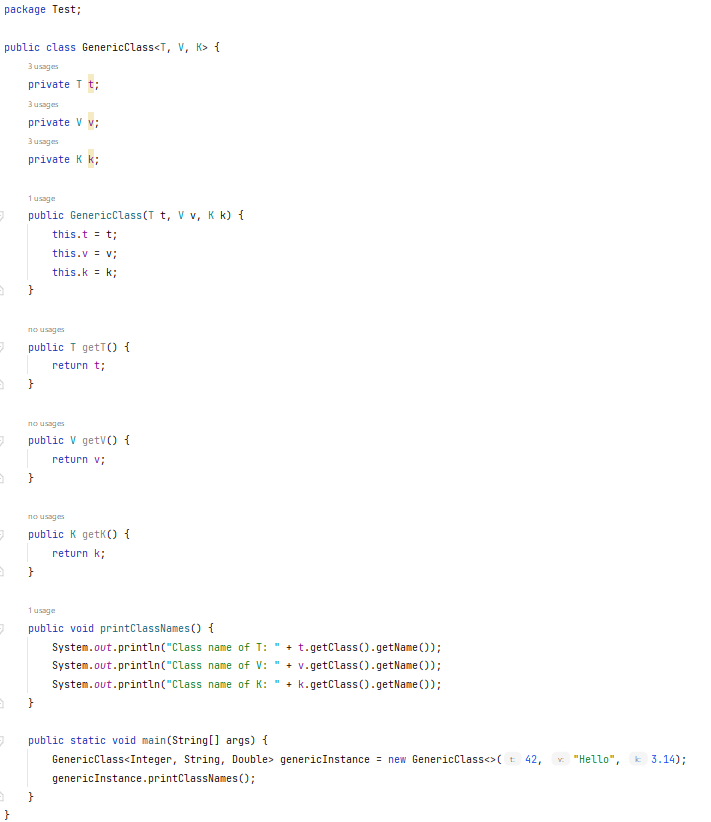 package Test;
public class GenericClass<T, V, K> {
3 usages
private T t;
3 usages
private V v;
3 usages
private K k;
1 usage
public GenericClass(T t, V v, K k) {
this.t = t;
this.v = v;
this.k = k;
}
no usages
public T getT() {
return t;
}
no usages
public V getV() {
return v;
}
no usages
public K getK() {
return k;
}
1 usage
public void printClassNames() {
System.out.println("Class name of T: " + t.getClass().getName());
System.out.println("Class name of V: " + v.getClass().getName());
System.out.println("Class name of K: " + k.getClass().getName());
}
public static void main(String[] args) {
GenericClass<Integer, String, Double> genericInstance = new GenericClass<>( t: 42, v: "Hello", k: 3.14);
genericInstance.printClassNames();
}
}